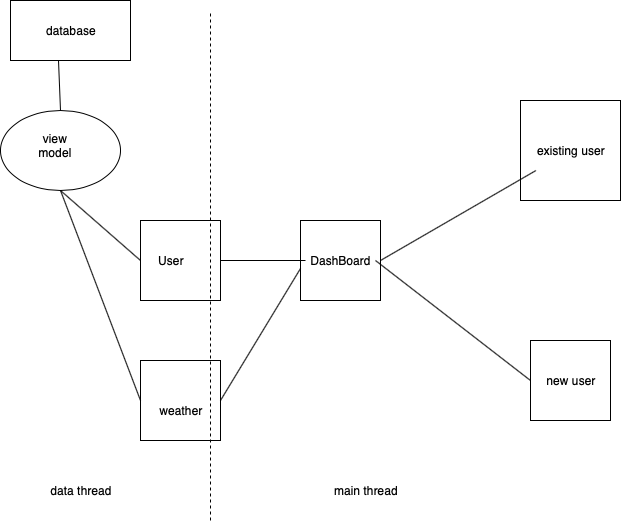 database
view
model
existing user
User
DashBoard
new user
weather
data thread
main thread